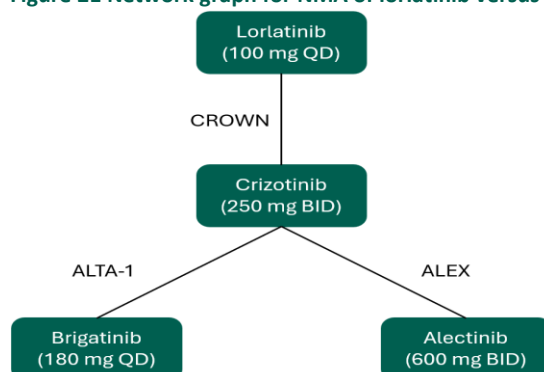 Figure 21 Network graph for NMA of lorlatinib versus
Lorlatinib
(100 mg QD)
CROWN
Crizotinib
(250 mg BID)
ALTA-1
ALEX
Brigatinib
(180 mg QD)
Alectinib
(600 mg BID)